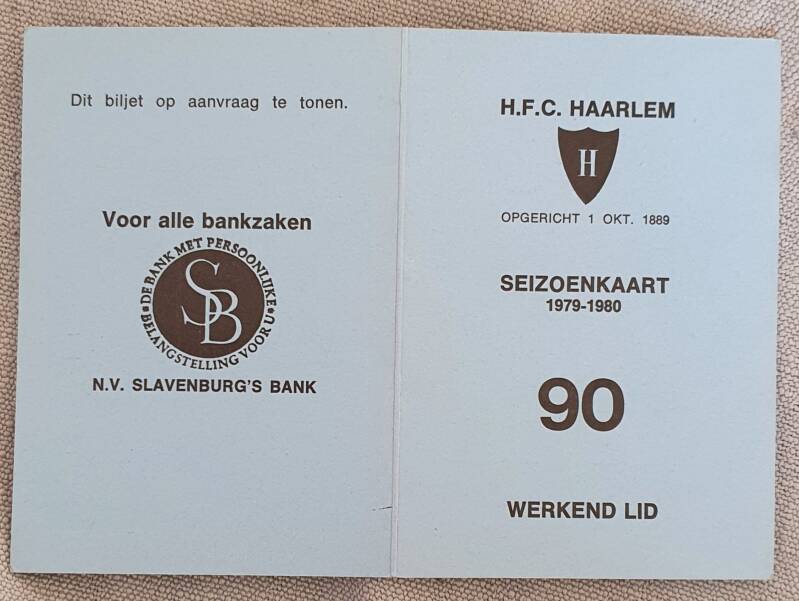 Dit biljet op aanvraag te tonen.
Voor alle bankzaken
DE BANK MET PERSOONLIJKE
BELANGSTELLING VOOR U
SB
N.V. SLAVENBURG'S BANK
H.F.C. HAARLEM
H
OPGERICHT 1 OKT. 1889
SEIZOENKAART
1979-1980
90
WERKEND LID